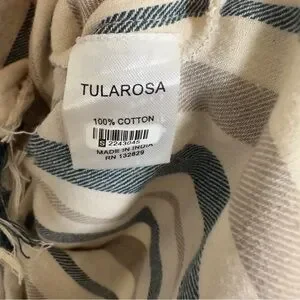 TULAROSA
100% COTTON
S 2243045
MADE IN INDIA
RN 132829